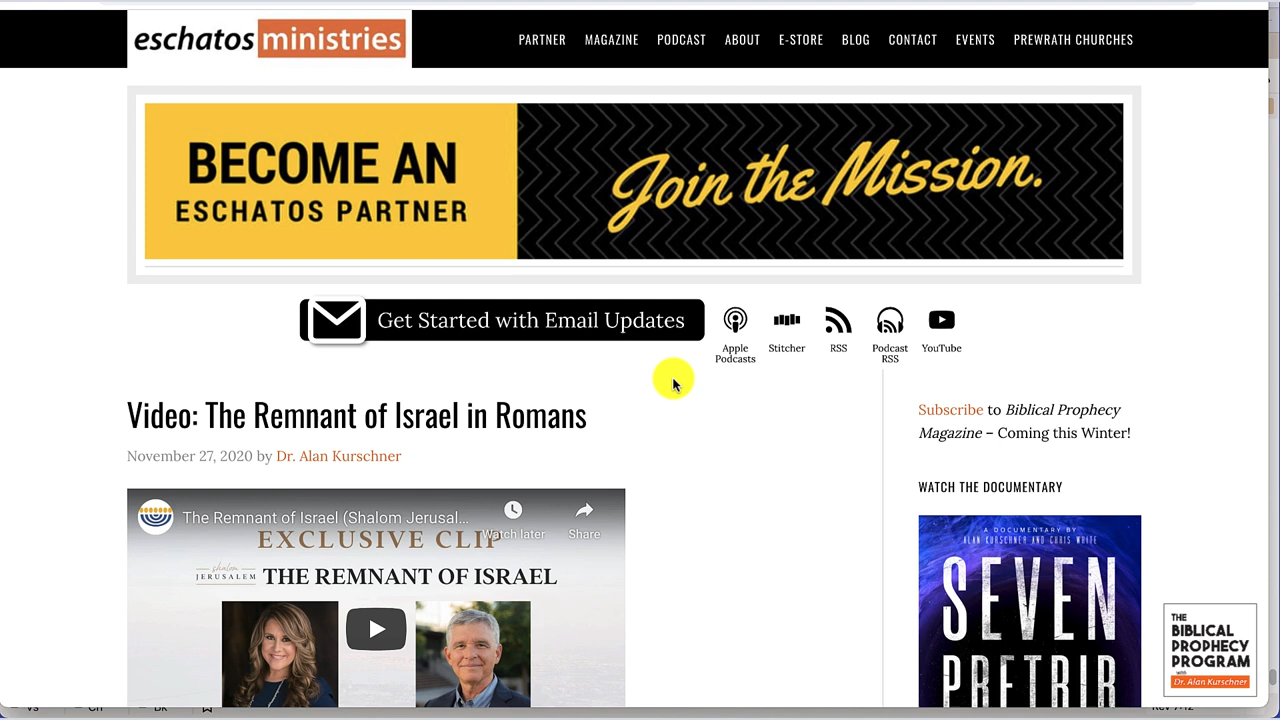 eschatos ministries
PARTNER MAGAZINE PODCAST ABOUT E-STORE BLOG CONTACT EVENTS PREWRATH CHURCHES
BECOME AN
ESCHATOS PARTNER
Join the Mission.
Get Started with Email Updates
Apple
Podcasts
Stitcher
RSS
Podcast
RSS
YouTube
Video: The Remnant of Israel in Romans
November 27, 2020 by Dr. Alan Kurschner
The Remnant of Israel (Shalom Jerusal...
Watch later
Share
EXCLUSIVE CLIP
shalom
JERUSALEM
THE REMNANT OF ISRAEL
Subscribe to Biblical Prophecy
Magazine – Coming this Winter!
WATCH THE DOCUMENTARY
A DOCUMENTARY BY
ALAN KURSCHNER AND CHRIS WHITE
SEVEN
PRETRIB
THE
BIBLICAL
PROPHECY
PROGRAM
with
Dr. Alan Kurschner